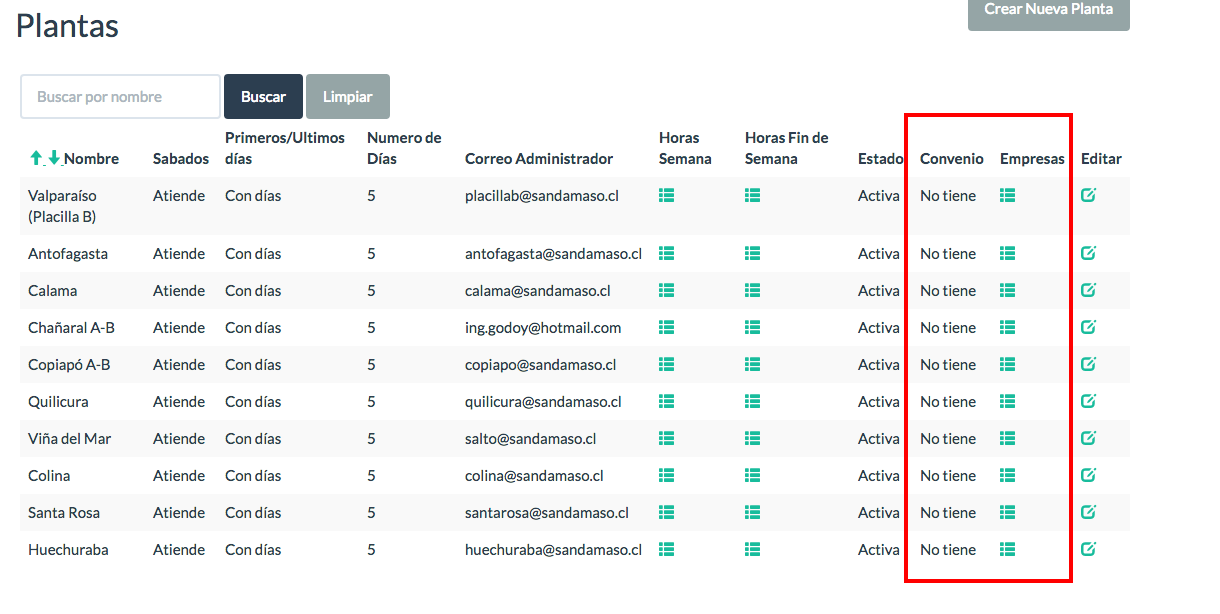 Crear Nueva Planta
Plantas
Buscar por nombre Buscar Limpiar
Nombre Sabados Primeros/Ultimos días Numero de Días Correo Administrador Horas Semana Horas Fin de Semana Estado Convenio Empresas Editar
Valparaíso (Placilla B) Atiende Con días 5 placillab@sandamaso.cl Activa No tiene
Antofagasta Atiende Con días 5 antofagasta@sandamaso.cl Activa No tiene
Calama Atiende Con días 5 calama@sandamaso.cl Activa No tiene
Chañaral A-B Atiende Con días 5 ing.godoy@hotmail.com Activa No tiene
Copiapó A-B Atiende Con días 5 copiapo@sandamaso.cl Activa No tiene
Quilicura Atiende Con días 5 quilicura@sandamaso.cl Activa No tiene
Viña del Mar Atiende Con días 5 salto@sandamaso.cl Activa No tiene
Colina Atiende Con días 5 colina@sandamaso.cl Activa No tiene
Santa Rosa Atiende Con días 5 santarosa@sandamaso.cl Activa No tiene
Huechuraba Atiende Con días 5 huechuraba@sandamaso.cl Activa No tiene